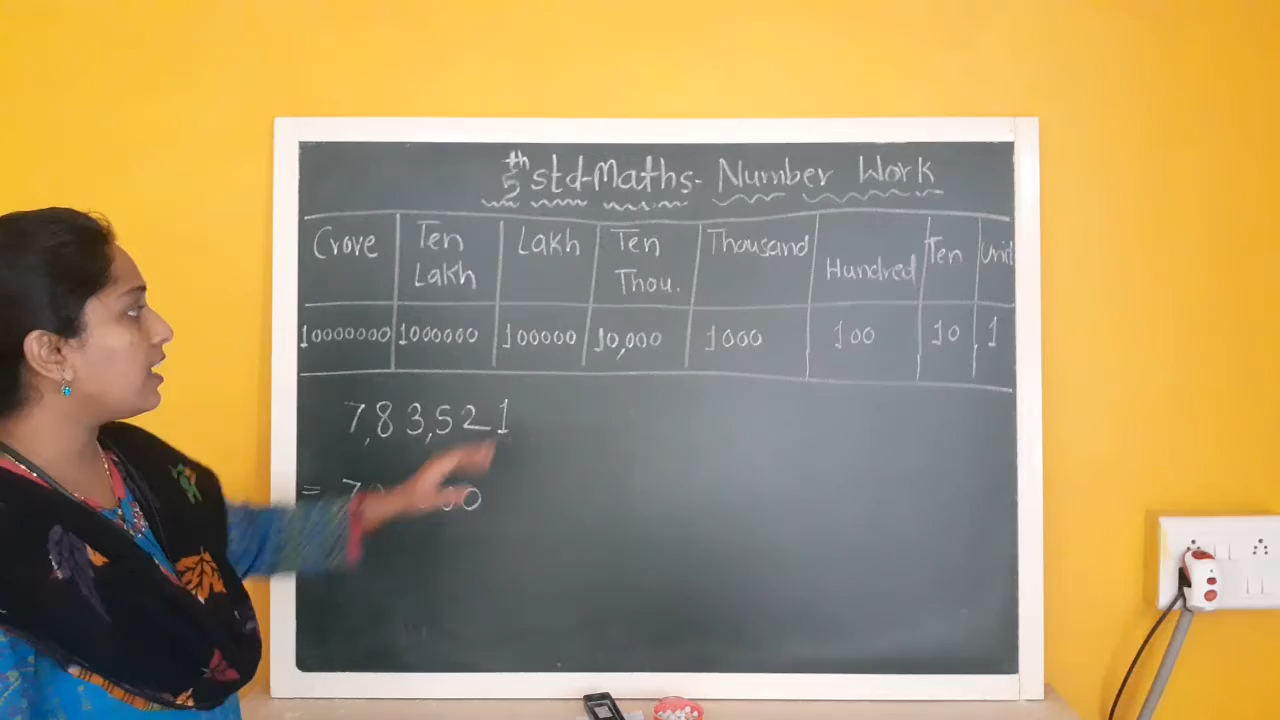 5th std-Maths- Number Work
Crove Ten Lakh Lakh Ten Thou. Thousand Hundred Ten Unit
10000000 1000000 100000 10,000 1000 100 10 1
7,83,521